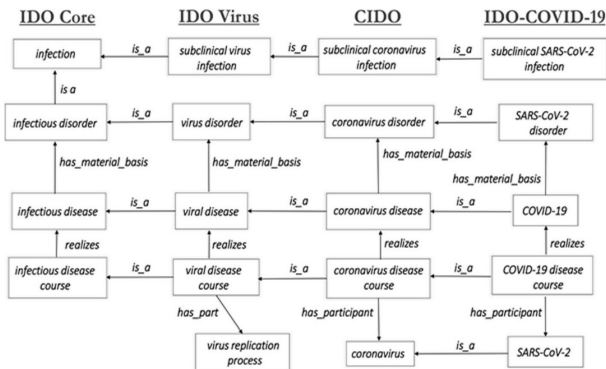 IDO Core IDO Virus CIDO IDO-COVID-19
infection is_a subclinical virus is_a subclinical coronavirus is_a subclinical SARS-CoV-2
infection infection infection
is a
infectious disorder is_a virus disorder is_a coronavirus disorder is_a SARS-CoV-2
disorder
has_material_basis has_material_basis has_material_basis
has_material_basis
infectious disease is_a viral disease is_a coronavirus disease is_a COVID-19
realizes realizes realizes realizes
infectious disease is_a viral disease is_a coronavirus disease is_a COVID-19 disease
course course course course
has_part has_participant has_participant
virus replication
process
coronavirus is_a SARS-CoV-2